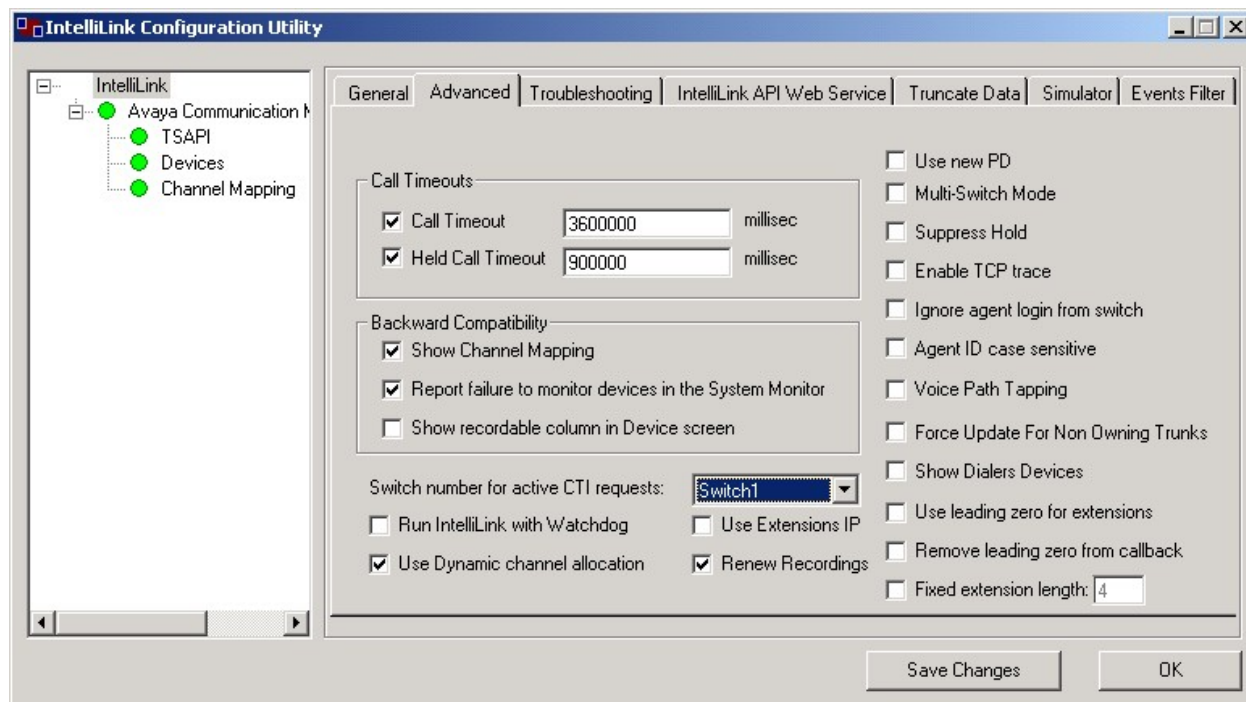 IntelliLink Configuration Utility
IntelliLink
Avaya Communication M
TSAPI
Devices
Channel Mapping
General
Advanced
Troubleshooting
IntelliLink API Web Service
Truncate Data
Simulator
Events Filter
Call Timeouts
Call Timeout 3600000 millisec
Held Call Timeout 900000 millisec
Backward Compatibility
Show Channel Mapping
Report failure to monitor devices in the System Monitor
Show recordable column in Device screen
Switch number for active CTI requests: Switch1
Run IntelliLink with Watchdog
Use Extensions IP
Use Dynamic channel allocation
Renew Recordings
Use new PD
Multi-Switch Mode
Suppress Hold
Enable TCP trace
Ignore agent login from switch
Agent ID case sensitive
Voice Path Tapping
Force Update For Non Owning Trunks
Show Dialers Devices
Use leading zero for extensions
Remove leading zero from callback
Fixed extension length: 4
Save Changes
OK